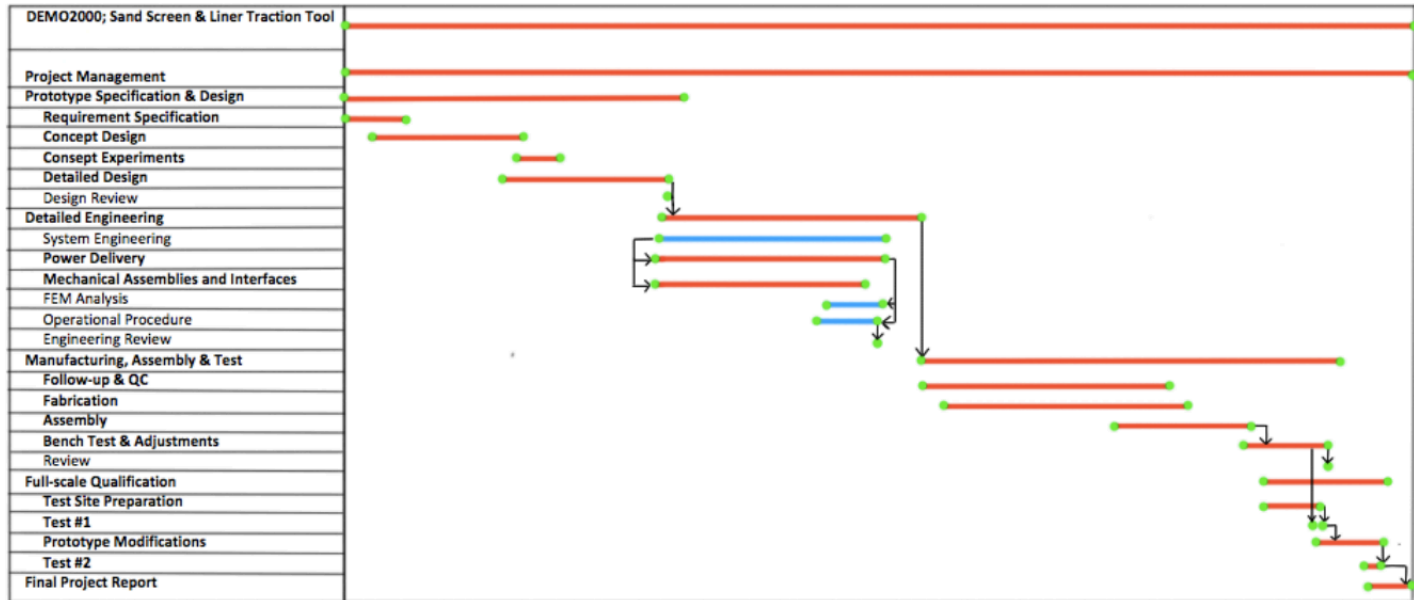 DEMO2000; Sand Screen & Liner Traction Tool
Project Management
Prototype Specification & Design
Requirement Specification
Concept Design
Consept Experiments
Detailed Design
Design Review
Detailed Engineering
System Engineering
Power Delivery
Mechanical Assemblies and Interfaces
FEM Analysis
Operational Procedure
Engineering Review
Manufacturing, Assembly & Test
Follow-up & QC
Fabrication
Assembly
Bench Test & Adjustments
Review
Full-scale Qualification
Test Site Preparation
Test #1
Prototype Modifications
Test #2
Final Project Report